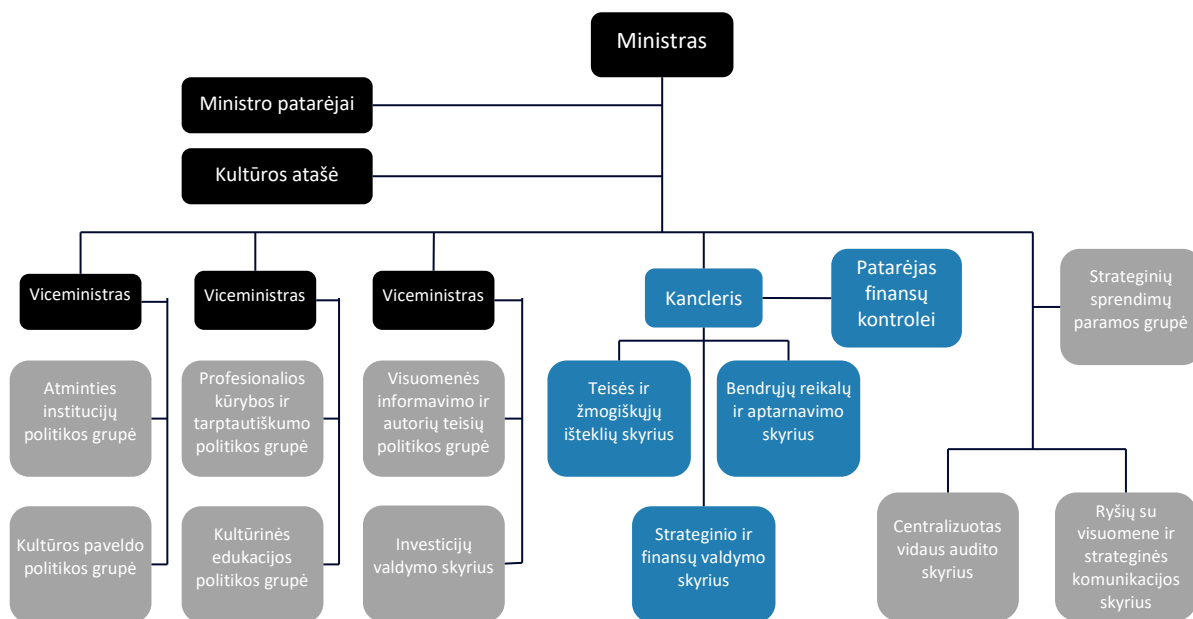 Ministras
Ministro patarėjai
Kultūros atašė
Viceministras
Viceministras
Viceministras
Kancleris
Patarėjas
finansų
kontrolei
Strateginių
sprendimų
paramos grupė
Atminties
institucijų
politikos grupė
Profesionalios
kūrybos ir
tarptautiškumo
politikos grupė
Visuomenės
informavimo ir
autorių teisių
politikos grupė
Teisės ir
žmogiškųjų
išteklių skyrius
Bendrųjų reikalų
ir aptarnavimo
skyrius
Kultūros paveldo
politikos grupė
Kultūrinės
edukacijos
politikos grupė
Investicijų
valdymo skyrius
Strateginio ir
finansų valdymo
skyrius
Centralizuotas
vidaus audito
skyrius
Ryšių su
visuomene ir
strateginės
komunikacijos
skyrius